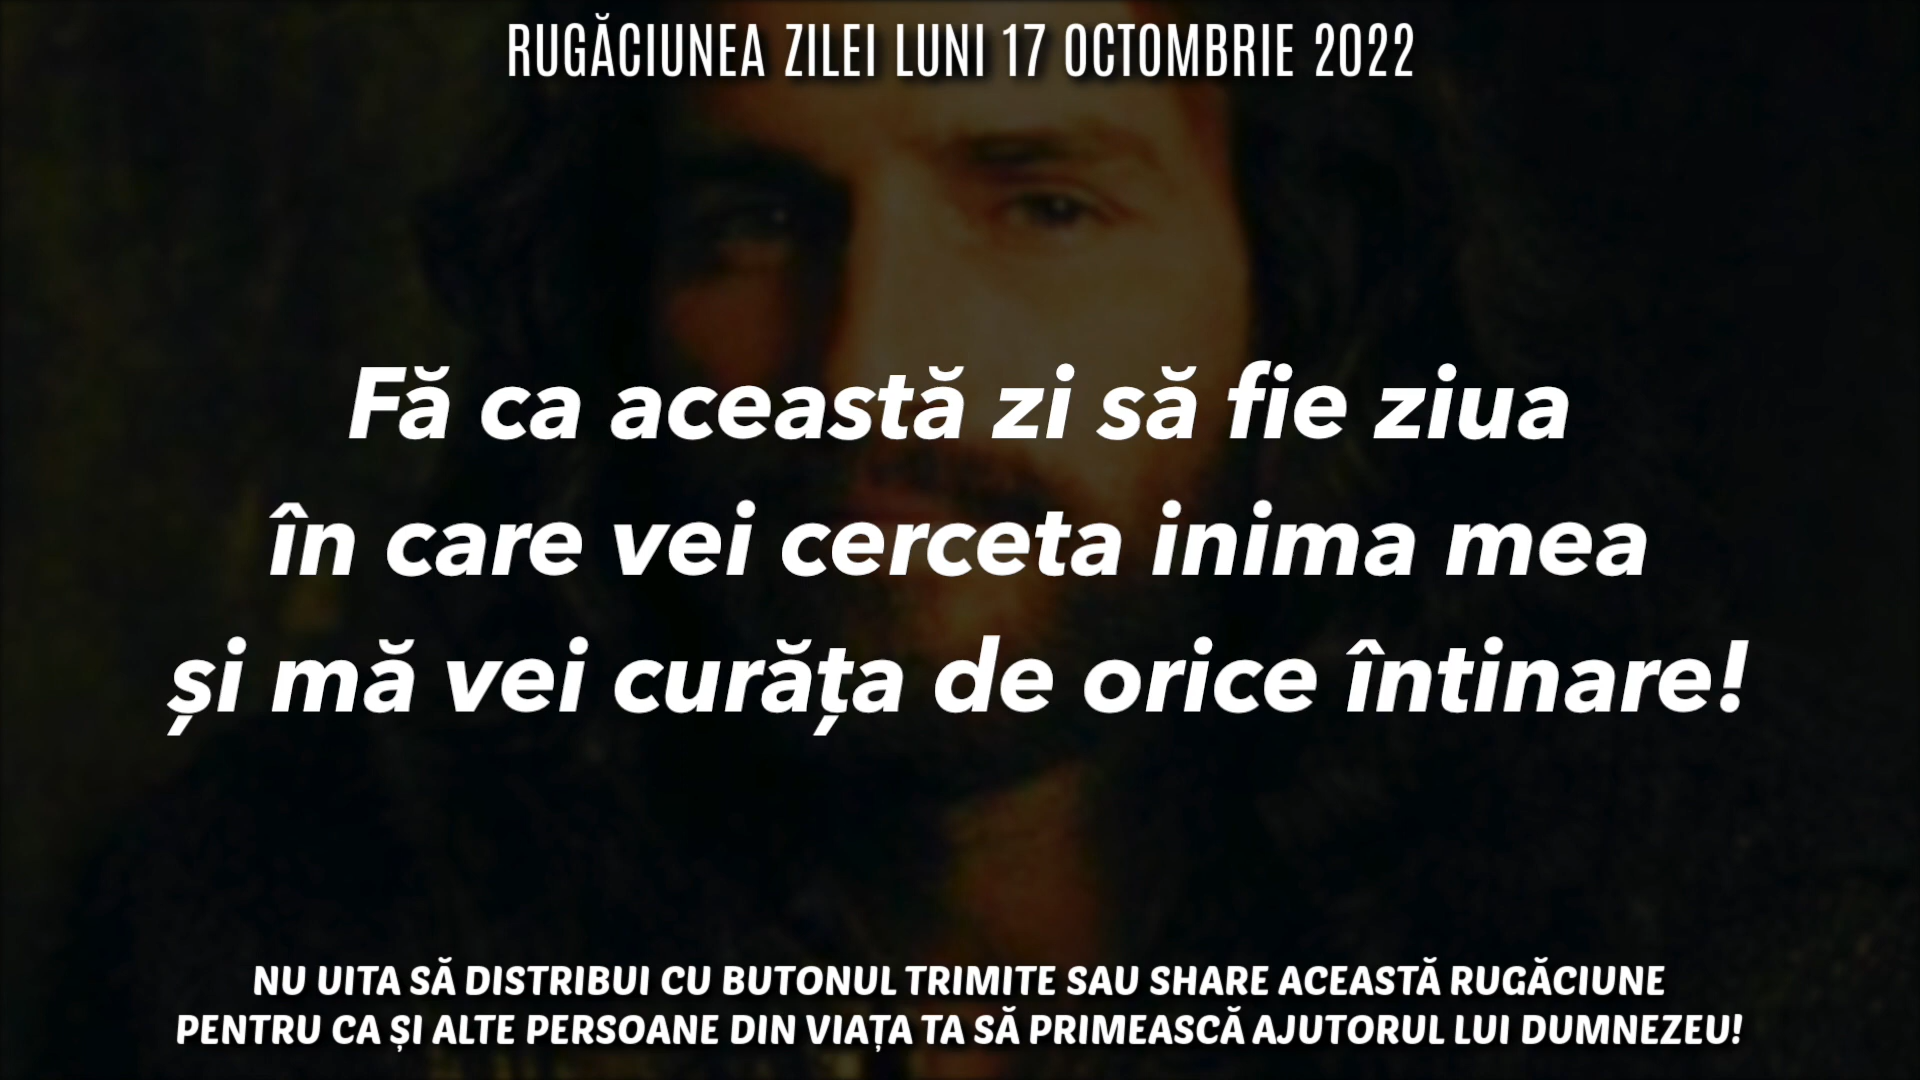 RUGĂCIUNEA ZILEI LUNI 17 OCTOMBRIE 2022
Fă ca această zi să fie ziua
în care vei cerceta inima mea
și mă vei curăța de orice întinare!
NU UITA SĂ DISTRIBUI CU BUTONUL TRIMITE SAU SHARE ACEASTĂ RUGĂCIUNE
PENTRU CA ȘI ALTE PERSOANE DIN VIAȚA TA SĂ PRIMEASCĂ AJUTORUL LUI DUMNEZEU!